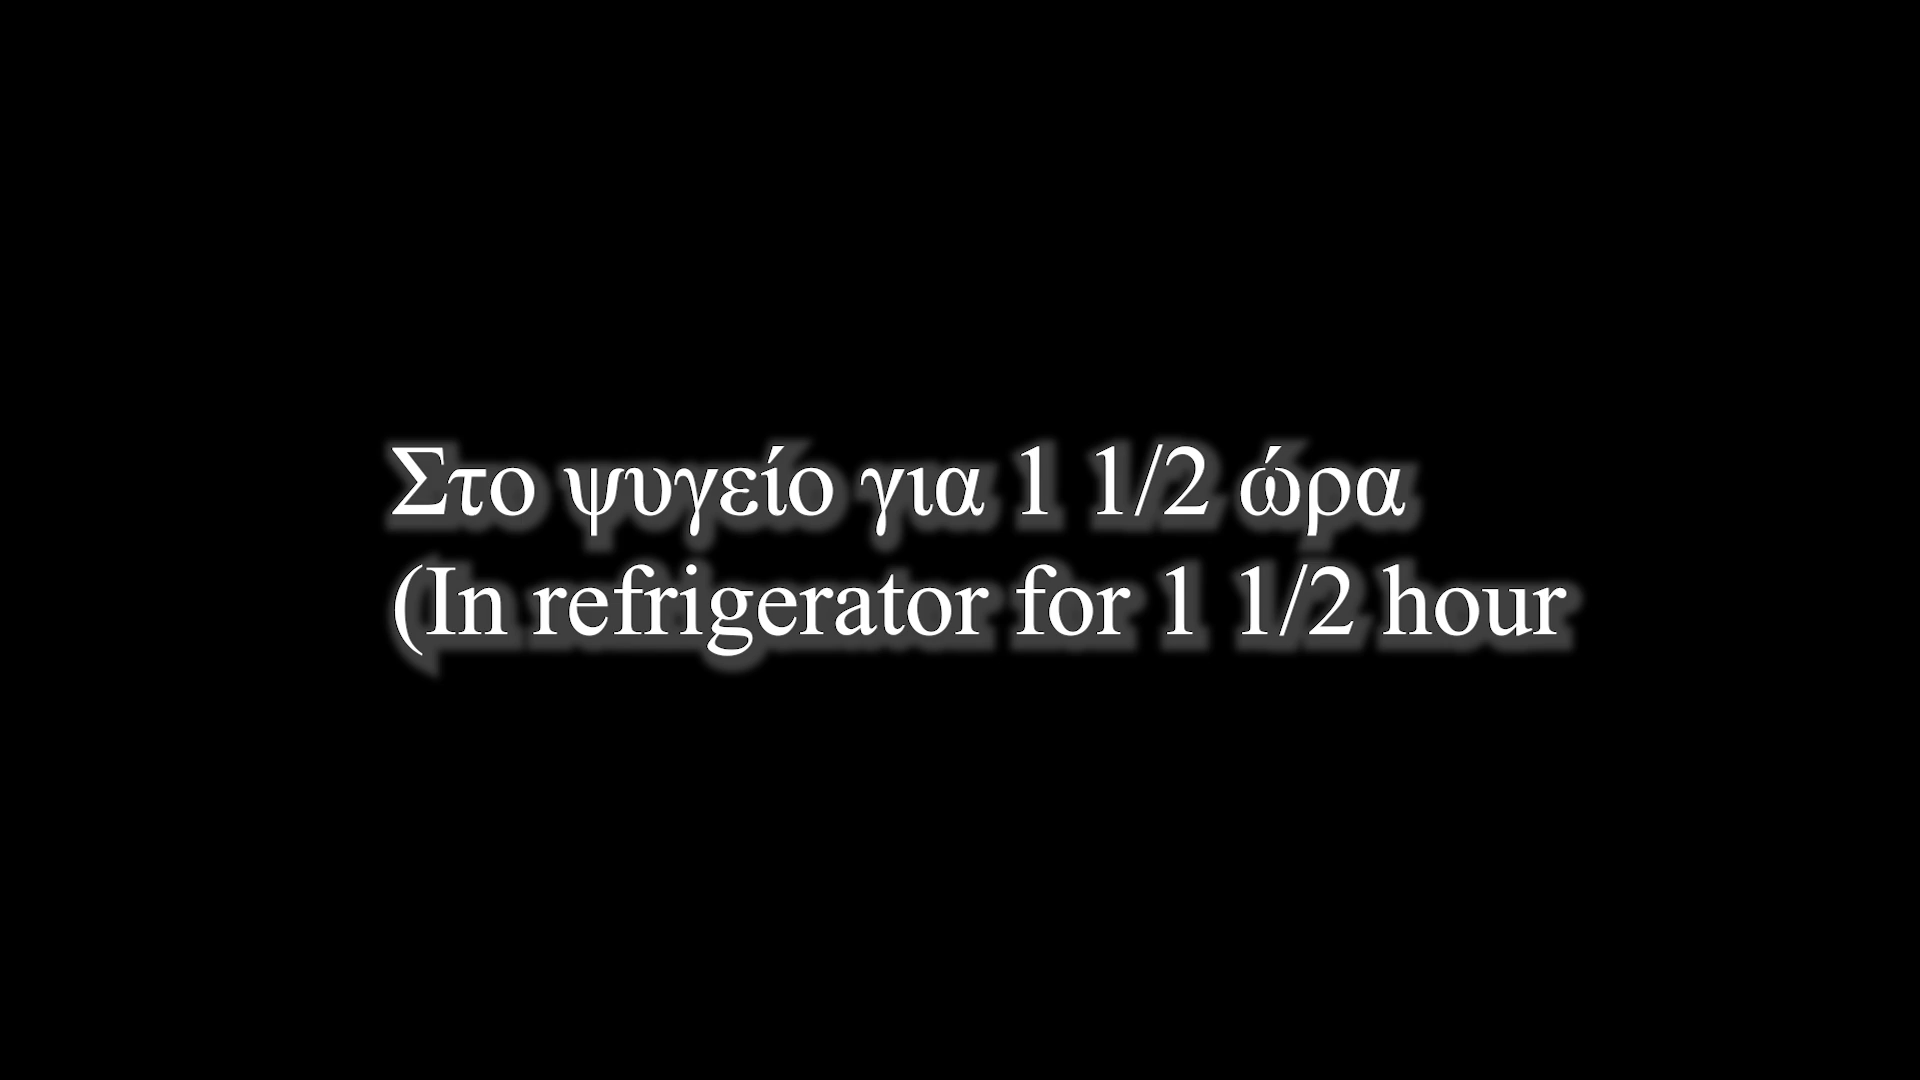 Στο ψυγείο για 1 1/2 ώρα
(In refrigerator for 1 1/2 hour